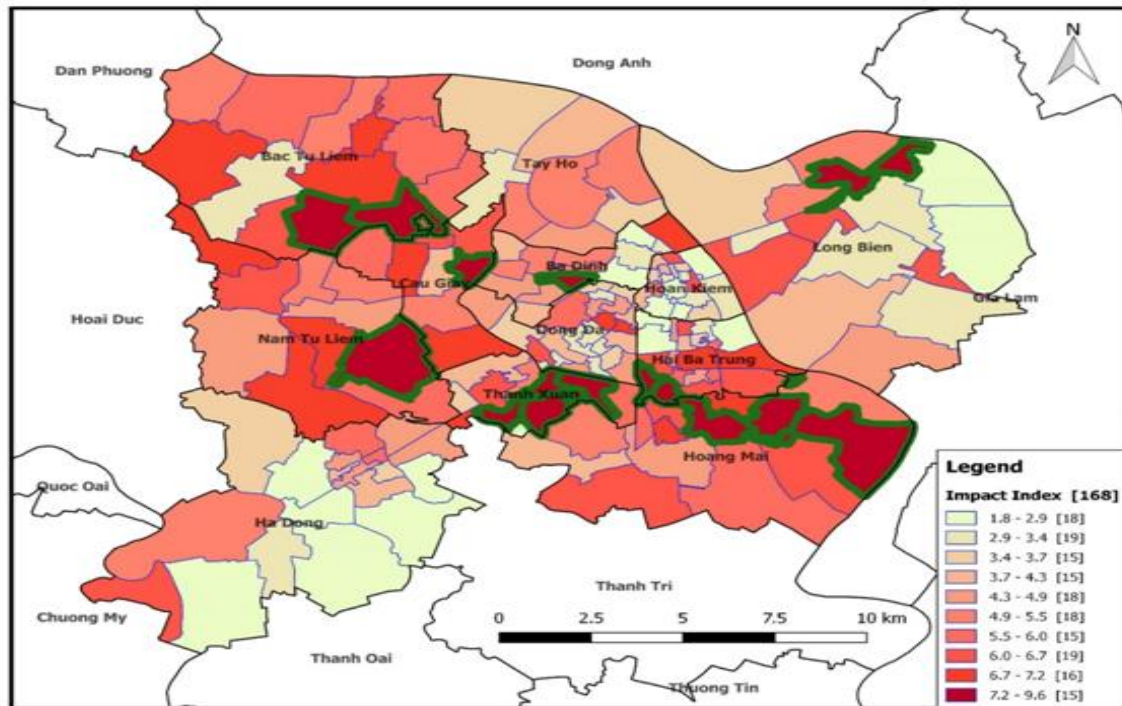 N
Dan Phuong
Dong Anh
Bac Tu Liem
Tay Ho
Long Bien
Ba Dinh
Cau Giay
Hoan Kiem
Gia Lam
Hoai Duc
Nam Tu Liem
Dong Da
Hai Ba Trung
Thanh Xuan
Hoang Mai
Quoc Oai
Ha Dong
Thanh Tri
Chuong My
0 2.5 5 7.5 10 km
Thanh Oai
Thuong Tin
Legend
Impact Index [168]
1.8 - 2.9 [18]
2.9 - 3.4 [19]
3.4 - 3.7 [15]
3.7 - 4.3 [15]
4.3 - 4.9 [18]
4.9 - 5.5 [18]
5.5 - 6.0 [15]
6.0 - 6.7 [19]
6.7 - 7.2 [16]
7.2 - 9.6 [15]